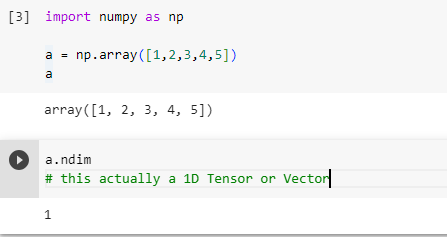 [3] import numpy as np
a = np.array([1,2,3,4,5])
a
array([1, 2, 3, 4, 5])
a.ndim
# this actually a 1D Tensor or Vector
1